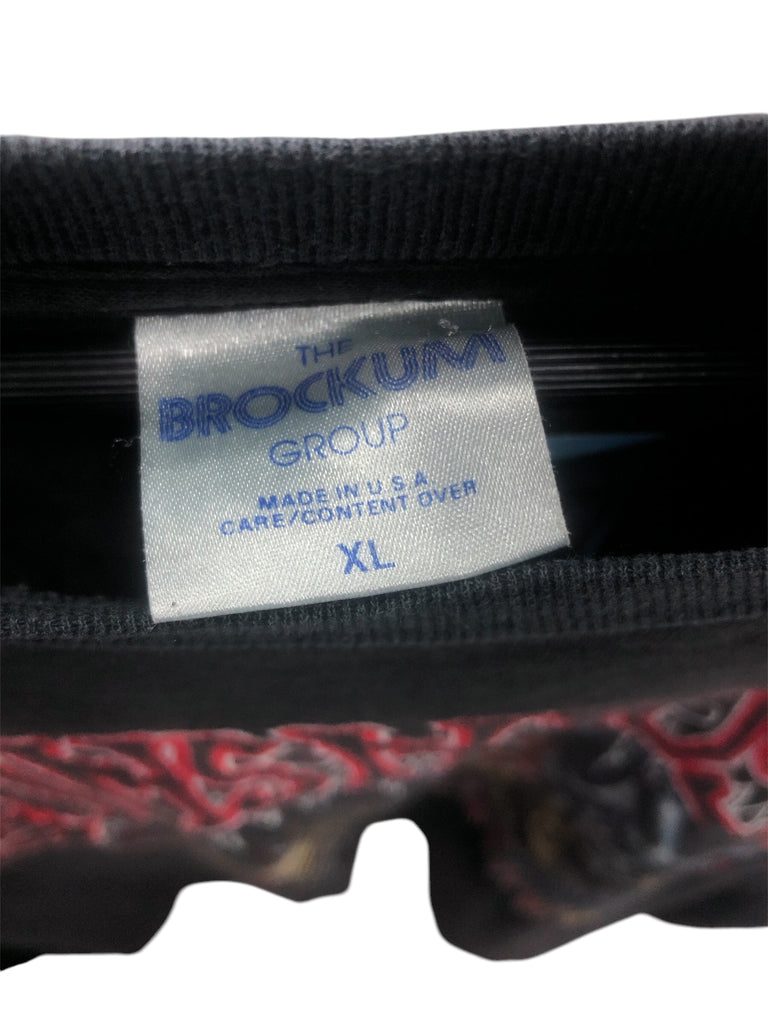 THE
BROCKUM
GROUP
MADE IN U.S.A.
CARE/CONTENT OVER
XL